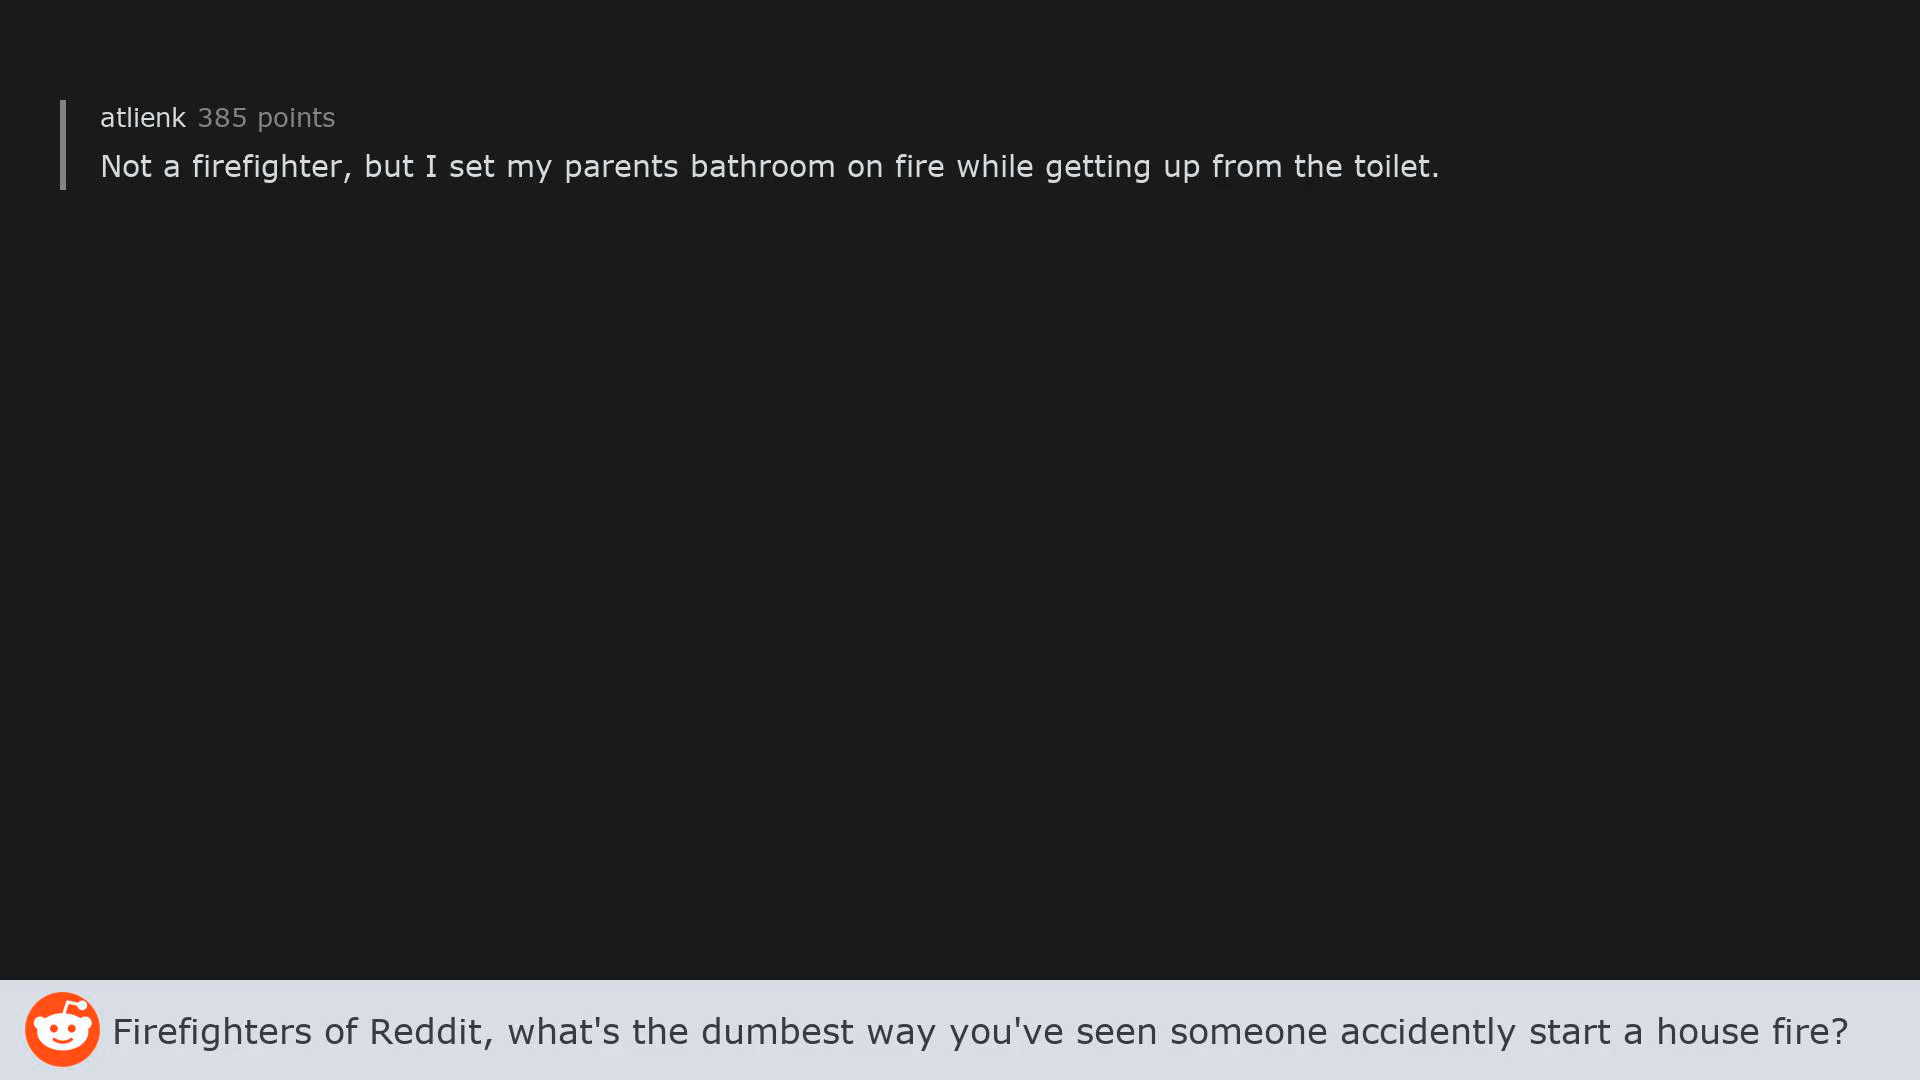 atlienk 385 points
Not a firefighter, but I set my parents bathroom on fire while getting up from the toilet.
Firefighters of Reddit, what's the dumbest way you've seen someone accidently start a house fire?